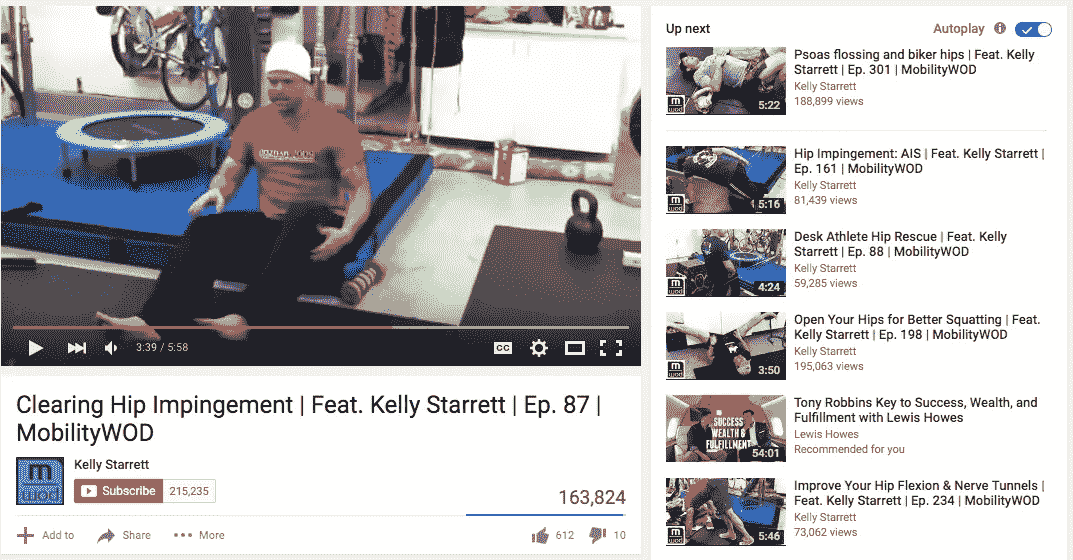 3:39 / 5:58
CC
Clearing Hip Impingement | Feat. Kelly Starrett | Ep. 87 |
MobilityWOD
m
wod
Kelly Starrett
Subscribe 215,235
163,824
Add to Share More 612 10
Up next Autoplay
5:22
Psoas flossing and biker hips | Feat. Kelly
Starrett | Ep. 301 | MobilityWOD
Kelly Starrett
188,899 views
5:16
Hip Impingement: AIS | Feat. Kelly Starrett |
Ep. 161 | MobilityWOD
Kelly Starrett
81,439 views
4:24
Desk Athlete Hip Rescue | Feat. Kelly
Starrett | Ep. 88 | MobilityWOD
Kelly Starrett
59,285 views
3:50
Open Your Hips for Better Squatting | Feat.
Kelly Starrett | Ep. 198 | MobilityWOD
Kelly Starrett
195,063 views
SUCCESS
WEALTH &
FULFILLMENT
54:01
Tony Robbins Key to Success, Wealth, and
Fulfillment with Lewis Howes
Lewis Howes
Recommended for you
5:46
Improve Your Hip Flexion & Nerve Tunnels |
Feat. Kelly Starrett | Ep. 234 | MobilityWOD
Kelly Starrett
73,062 views